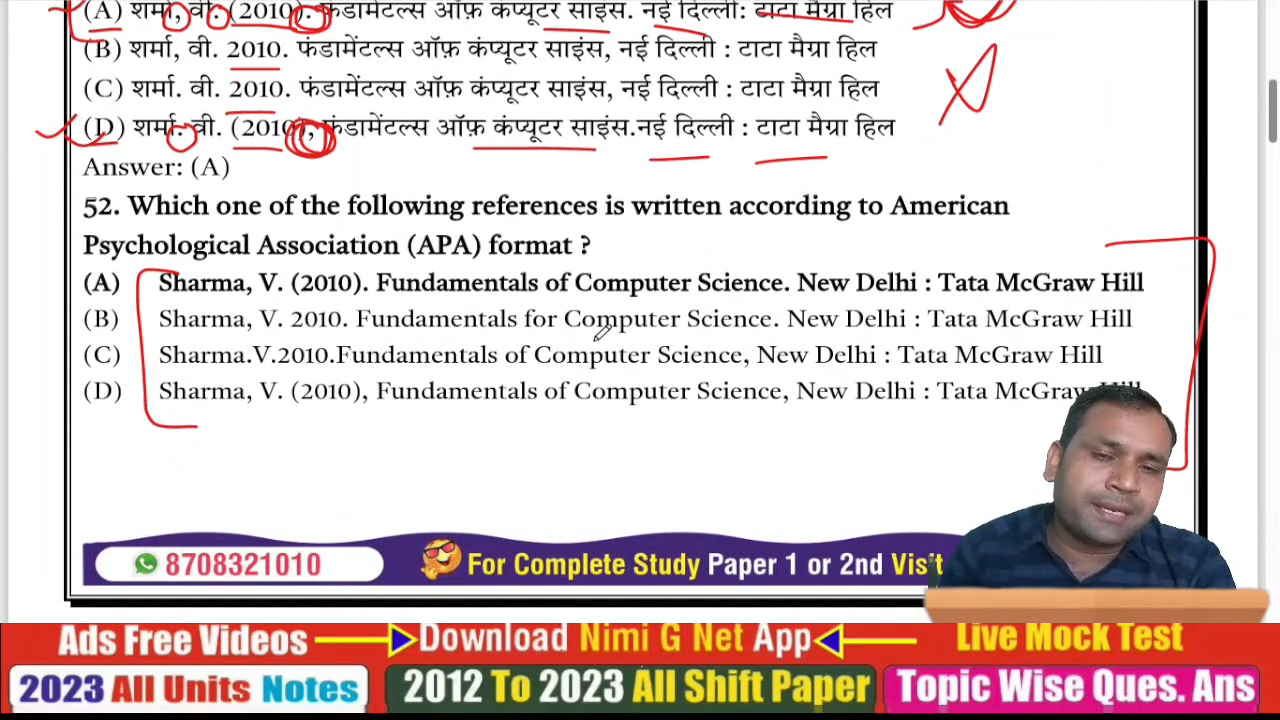 (A) शर्मा, वी. (2010). फंडामेंटल्स ऑफ़ कंप्यूटर साइंस. नई दिल्ली: टाटा मैग्रा हिल
(B) शर्मा, वी. 2010. फंडामेंटल्स ऑफ़ कंप्यूटर साइंस, नई दिल्ली : टाटा मैग्रा हिल
(C) शर्मा. वी. 2010. फंडामेंटल्स ऑफ़ कंप्यूटर साइंस, नई दिल्ली : टाटा मैग्रा हिल
(D) शर्मा. वी. (2010), फंडामेंटल्स ऑफ़ कंप्यूटर साइंस.नई दिल्ली : टाटा मैग्रा हिल
Answer: (A)
52. Which one of the following references is written according to American
Psychological Association (APA) format ?
(A) Sharma, V. (2010). Fundamentals of Computer Science. New Delhi : Tata McGraw Hill
(B) Sharma, V. 2010. Fundamentals for Computer Science. New Delhi : Tata McGraw Hill
(C) Sharma.V.2010.Fundamentals of Computer Science, New Delhi : Tata McGraw Hill
(D) Sharma, V. (2010), Fundamentals of Computer Science, New Delhi : Tata McGraw Hill
8708321010 For Complete Study Paper 1 or 2nd Visit
Ads Free Videos Download Nimi G Net App Live Mock Test
2023 All Units Notes 2012 To 2023 All Shift Paper Topic Wise Ques. Ans